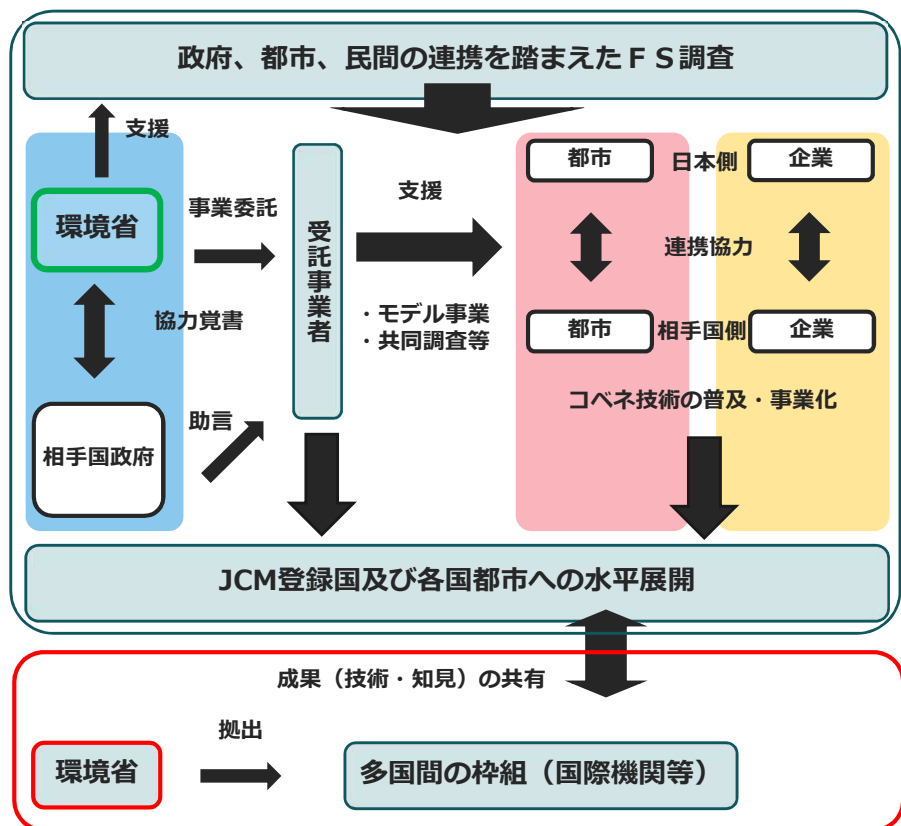 政府、都市、民間の連携を踏まえたＦＳ調査
支援
環境省
事業委託
協力覚書
相手国政府
助言
受託事業者
支援
・モデル事業
・共同調査等
都市
日本側
企業
連携協力
都市
相手国側
企業
コベネ技術の普及・事業化
JCM登録国及び各国都市への水平展開
成果（技術・知見）の共有
環境省
拠出
多国間の枠組（国際機関等）